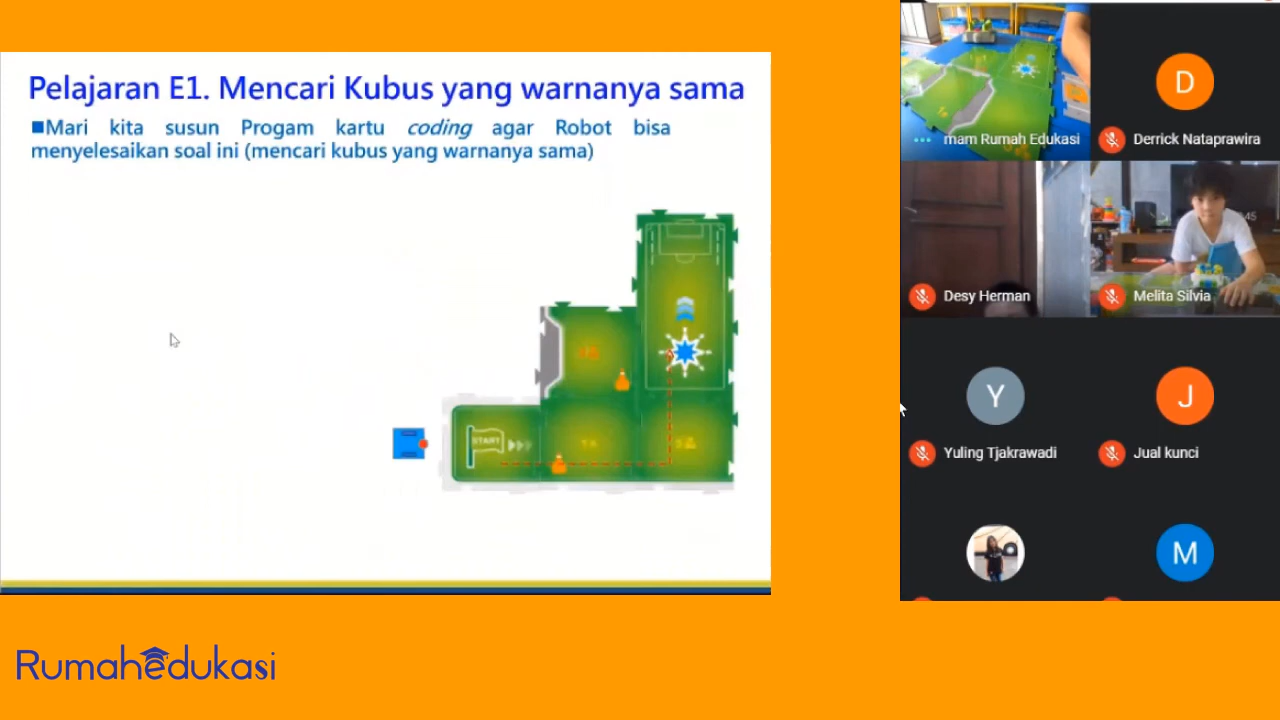 Pelajaran E1. Mencari Kubus yang warnanya sama
Mari kita susun Progam kartu coding agar Robot bisa
menyelesaikan soal ini (mencari kubus yang warnanya sama)
START
mam Rumah Edukasi
D
Derrick Nataprawira
Desy Herman
Melita Silvia
Y
Yuling Tjakrawadi
J
Jual kunci
M
RumahEdukasi